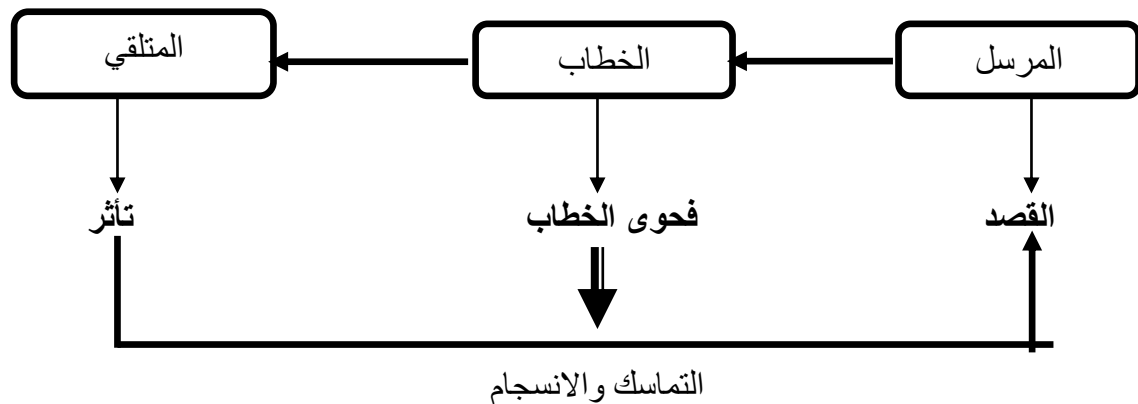 المرسل
الخطاب
المتلقي
القصد
فحوى الخطاب
تأثر
التماسك والانسجام